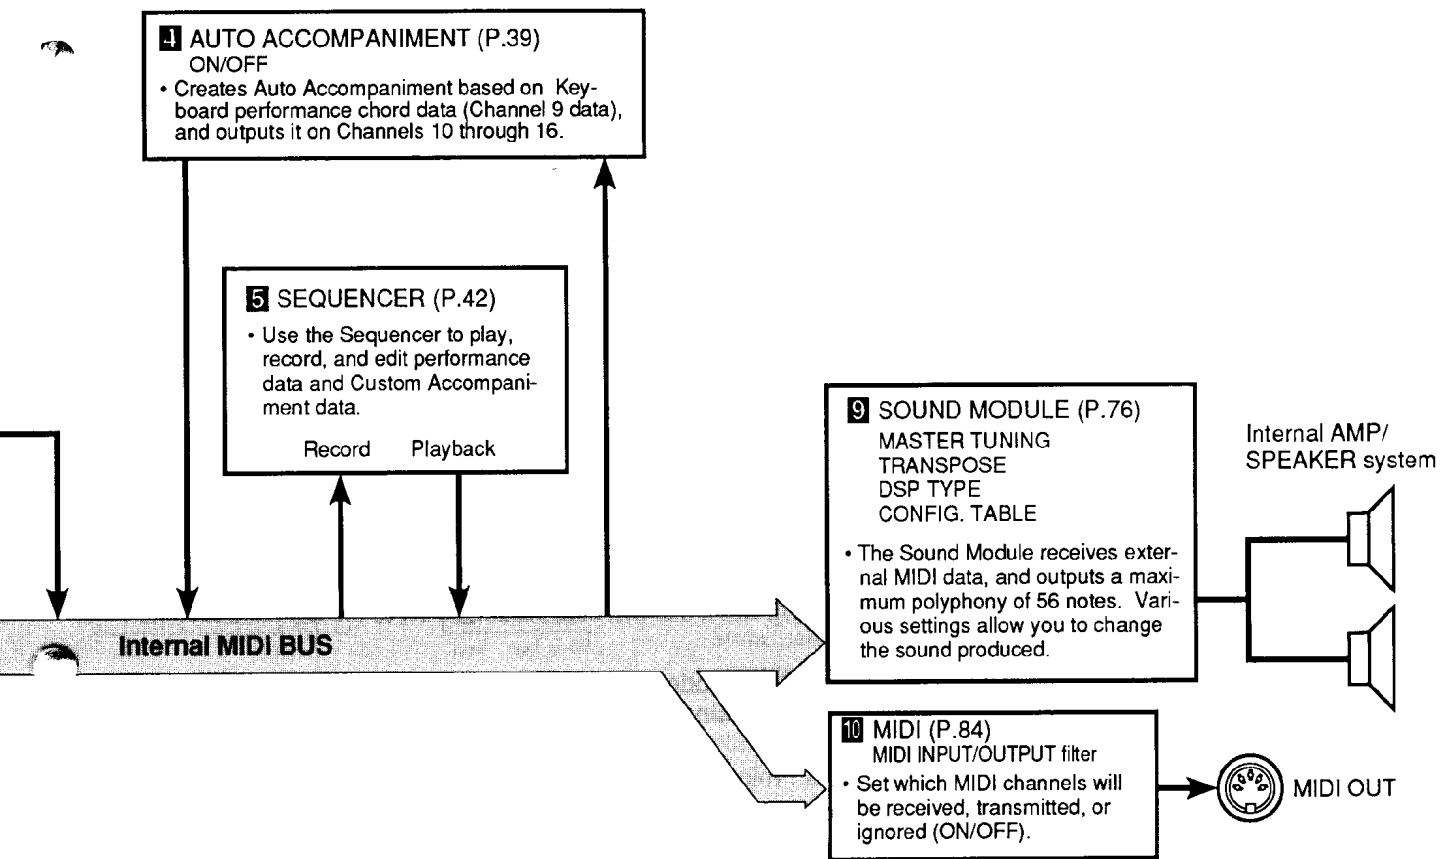 4 AUTO ACCOMPANIMENT (P.39)
ON/OFF
• Creates Auto Accompaniment based on Key-
board performance chord data (Channel 9 data),
and outputs it on Channels 10 through 16.
5 SEQUENCER (P.42)
• Use the Sequencer to play,
record, and edit performance
data and Custom Accompani-
ment data.
Record Playback
Internal MIDI BUS
9 SOUND MODULE (P.76)
MASTER TUNING
TRANSPOSE
DSP TYPE
CONFIG. TABLE
• The Sound Module receives exter-
nal MIDI data, and outputs a maxi-
mum polyphony of 56 notes. Vari-
ous settings allow you to change
the sound produced.
Internal AMP/
SPEAKER system
10 MIDI (P.84)
MIDI INPUT/OUTPUT filter
• Set which MIDI channels will
be received, transmitted, or
ignored (ON/OFF).
MIDI OUT